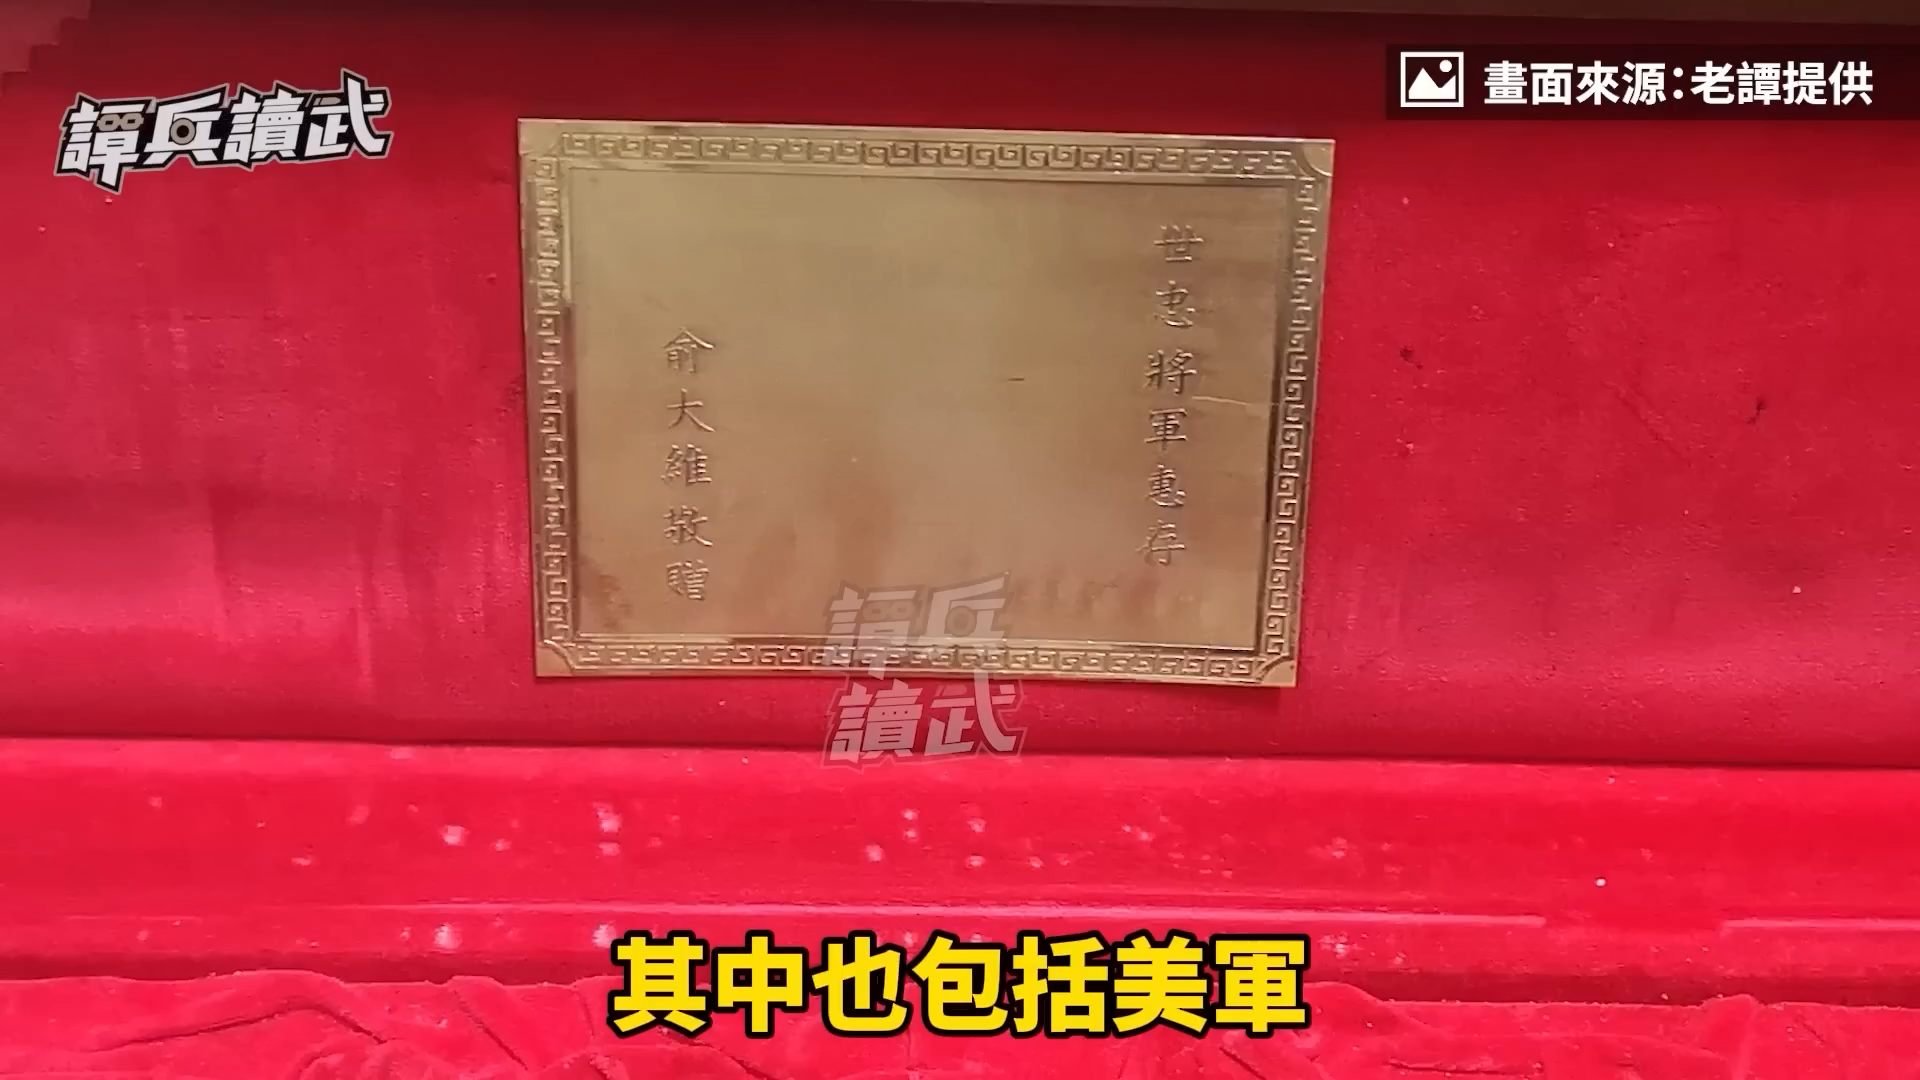 譚兵讀武
畫面來源：老譚提供
世忠將軍惠存
俞大維敬贈
譚兵
讀武
其中也包括美軍